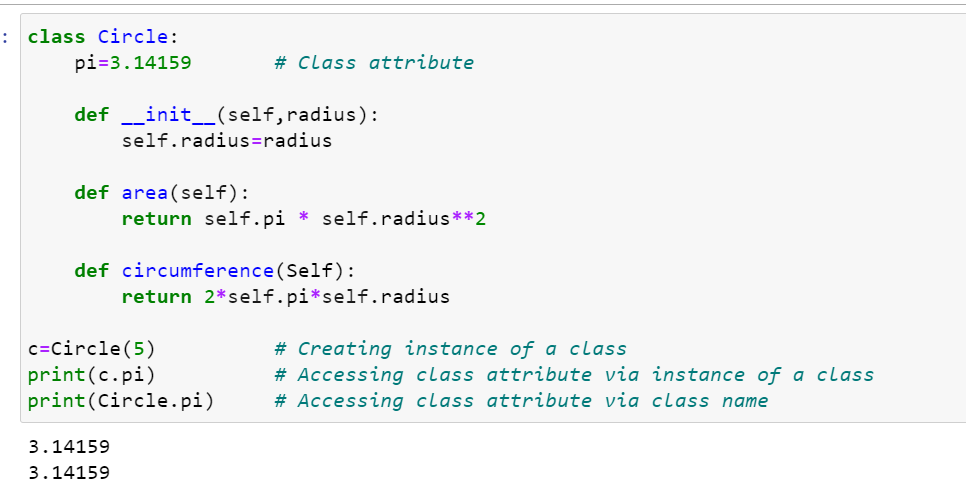 : class Circle:
    pi=3.14159       # Class attribute
    def __init__(self,radius):
        self.radius=radius
    def area(self):
        return self.pi * self.radius**2
    def circumference(Self):
        return 2*self.pi*self.radius
c=Circle(5)          # Creating instance of a class
print(c.pi)          # Accessing class attribute via instance of a class
print(Circle.pi)     # Accessing class attribute via class name
3.14159
3.14159